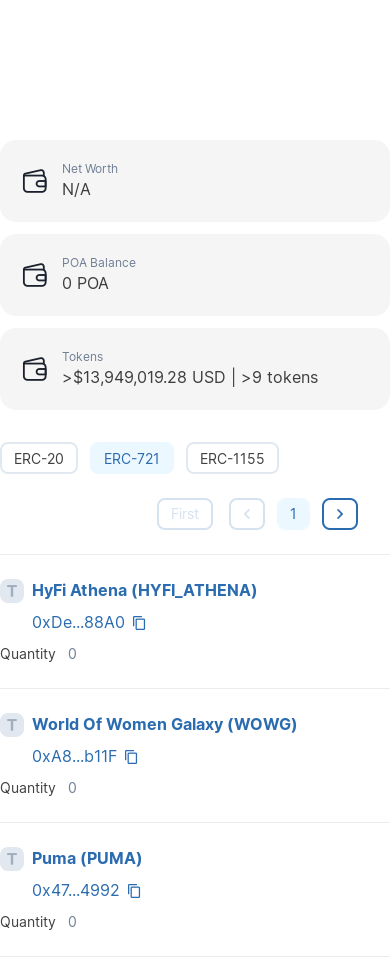 Net Worth
N/A
POA Balance
0 POA
Tokens
>$13,949,019.28 USD | >9 tokens
ERC-20 ERC-721 ERC-1155
First 1
T HyFi Athena (HYFI_ATHENA)
0xDe...88A0
Quantity 0
T World Of Women Galaxy (WOWG)
0xA8...b11F
Quantity 0
T Puma (PUMA)
0x47...4992
Quantity 0